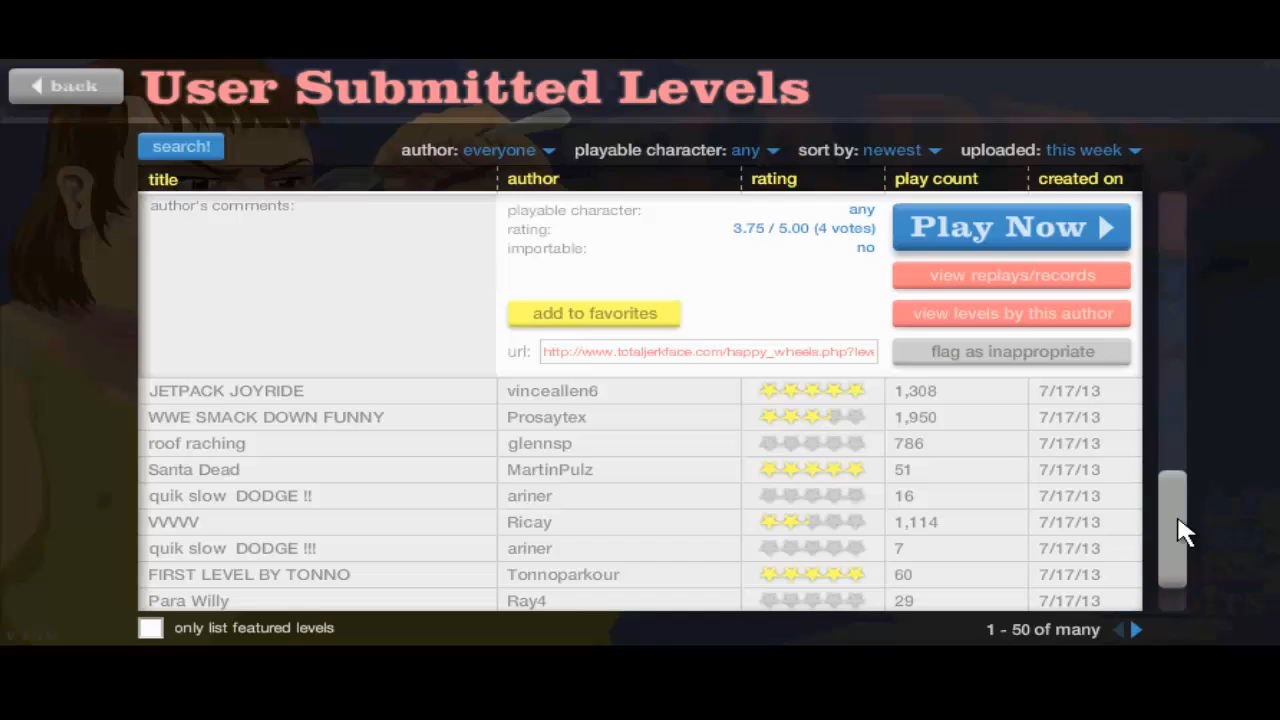 back
User Submitted Levels
search!
author: everyone playable character: any sort by: newest uploaded: this week
title author rating play count created on
author's comments:
playable character: any
rating: 3.75 / 5.00 (4 votes)
importable: no
Play Now
view replays/records
add to favorites
view levels by this author
url: http://www.totaljerkface.com/happy_wheels.php?leve
flag as inappropriate
JETPACK JOYRIDE vinceallen6 1,308 7/17/13
WWE SMACK DOWN FUNNY Prosaytex 1,950 7/17/13
roof raching glennsp 786 7/17/13
Santa Dead MartinPulz 51 7/17/13
quik slow DODGE !! ariner 16 7/17/13
VVVVV Ricay 1,114 7/17/13
quik slow DODGE !!! ariner 7 7/17/13
FIRST LEVEL BY TONNO Tonnoparkour 60 7/17/13
Para Willy Ray4 29 7/17/13
only list featured levels
1 - 50 of many